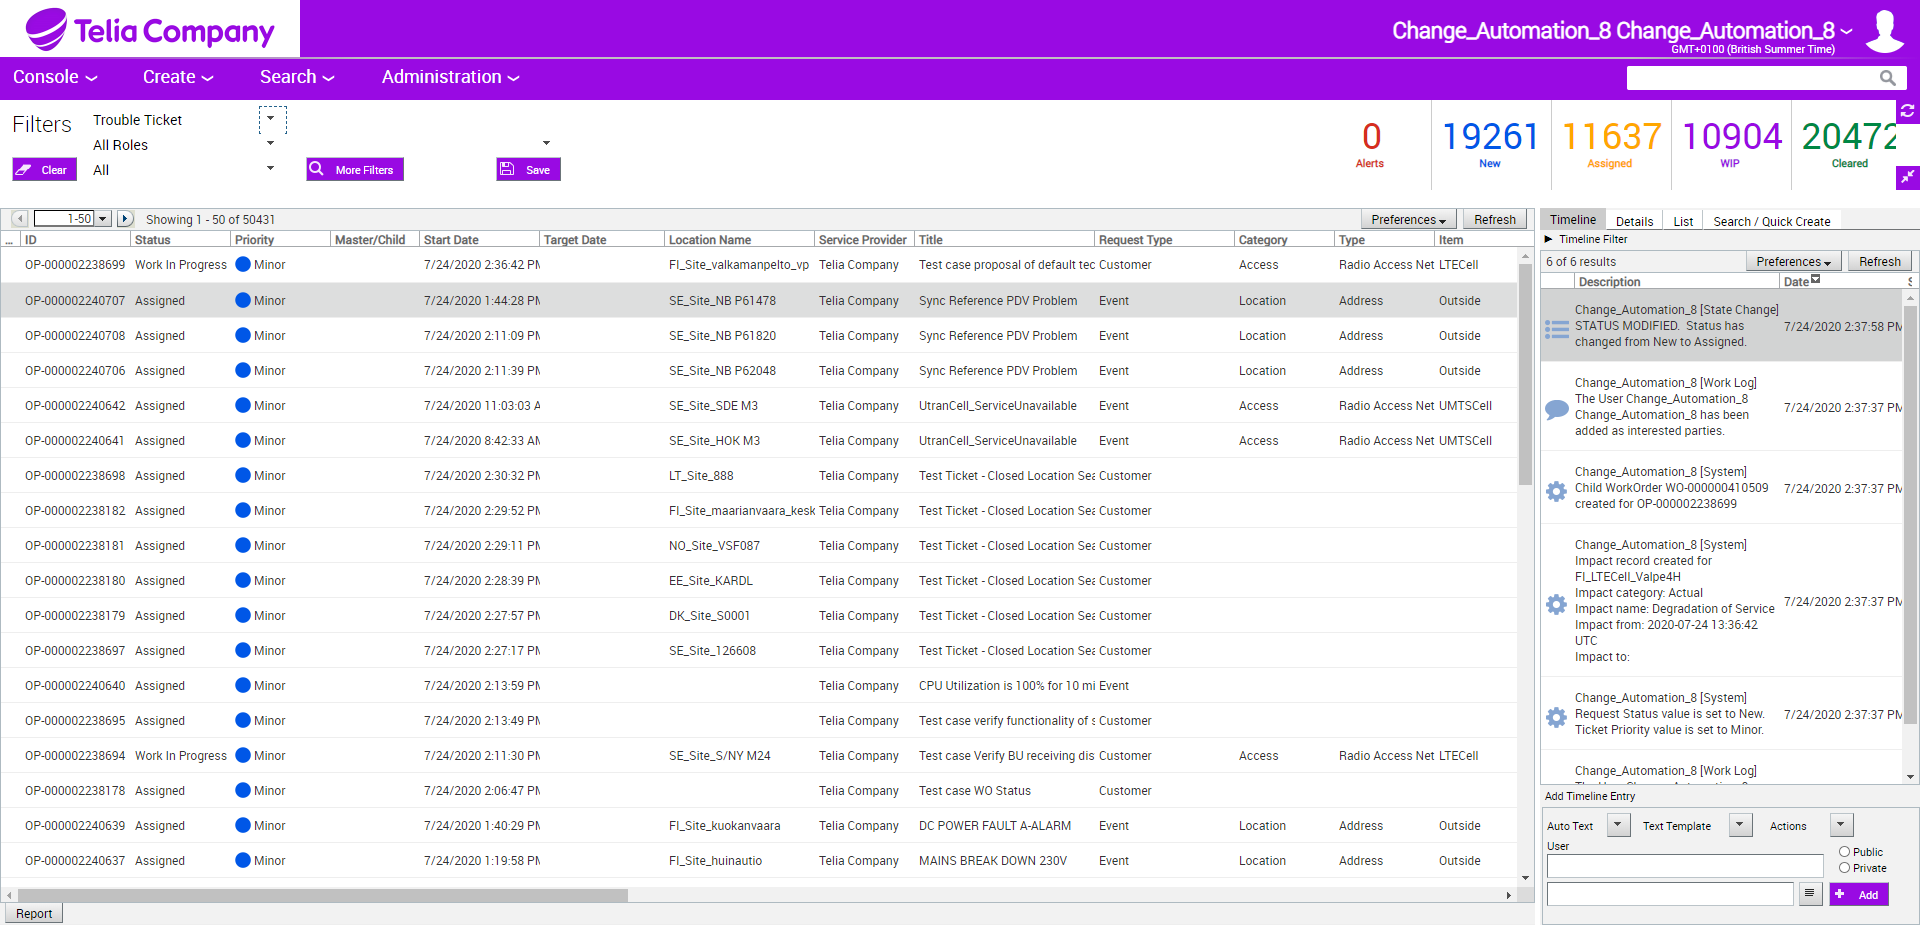 Telia Company
Change_Automation_8 Change_Automation_8
GMT+0100 (British Summer Time)
Console Create Search Administration
Filters
Trouble Ticket
All Roles
All
Clear More Filters Save
0 19261 11637 10904 20472
Alerts New Assigned WIP Cleared
1-50 Showing 1 - 50 of 50431 Preferences Refresh
... ID Status Priority Master/Child Start Date Target Date Location Name Service Provider Title Request Type Category Type Item
OP-000002238699 Work In Progress Minor 7/24/2020 2:36:42 PM FI_Site_valkamanpelto_vp Telia Company Test case proposal of default tec Customer Access Radio Access Net LTECell
OP-000002240707 Assigned Minor 7/24/2020 1:44:28 PM SE_Site_NB P61478 Telia Company Sync Reference PDV Problem Event Location Address Outside
OP-000002240708 Assigned Minor 7/24/2020 2:11:09 PM SE_Site_NB P61820 Telia Company Sync Reference PDV Problem Event Location Address Outside
OP-000002240706 Assigned Minor 7/24/2020 2:11:39 PM SE_Site_NB P62048 Telia Company Sync Reference PDV Problem Event Location Address Outside
OP-000002240642 Assigned Minor 7/24/2020 11:03:03 A SE_Site_SDE M3 Telia Company UtranCell_ServiceUnavailable Event Access Radio Access Net UMTSCell
OP-000002240641 Assigned Minor 7/24/2020 8:42:33 AM SE_Site_HOK M3 Telia Company UtranCell_ServiceUnavailable Event Access Radio Access Net UMTSCell
OP-000002238698 Assigned Minor 7/24/2020 2:30:32 PM LT_Site_888 Telia Company Test Ticket - Closed Location Sea Customer
OP-000002238182 Assigned Minor 7/24/2020 2:29:52 PM FI_Site_maarianvaara_kesk Telia Company Test Ticket - Closed Location Sea Customer
OP-000002238181 Assigned Minor 7/24/2020 2:29:11 PM NO_Site_VSF087 Telia Company Test Ticket - Closed Location Sea Customer
OP-000002238180 Assigned Minor 7/24/2020 2:28:39 PM EE_Site_KARDL Telia Company Test Ticket - Closed Location Sea Customer
OP-000002238179 Assigned Minor 7/24/2020 2:27:57 PM DK_Site_S0001 Telia Company Test Ticket - Closed Location Sea Customer
OP-000002238697 Assigned Minor 7/24/2020 2:27:17 PM SE_Site_126608 Telia Company Test Ticket - Closed Location Sea Customer
OP-000002240640 Assigned Minor 7/24/2020 2:13:59 PM Telia Company CPU Utilization is 100% for 10 mi Event
OP-000002238695 Assigned Minor 7/24/2020 2:13:49 PM Telia Company Test case verify functionality of s Customer
OP-000002238694 Work In Progress Minor 7/24/2020 2:11:30 PM SE_Site_S/NY M24 Telia Company Test case Verify BU receiving dis Customer Access Radio Access Net LTECell
OP-000002238178 Assigned Minor 7/24/2020 2:06:47 PM Telia Company Test case WO Status Customer
OP-000002240639 Assigned Minor 7/24/2020 1:40:29 PM FI_Site_kuokanvaara Telia Company DC POWER FAULT A-ALARM Event Location Address Outside
OP-000002240637 Assigned Minor 7/24/2020 1:19:58 PM FI_Site_huinautio Telia Company MAINS BREAK DOWN 230V Event Location Address Outside
Report
Timeline Details List Search / Quick Create
Timeline Filter
6 of 6 results Preferences Refresh
Description Date S
Change_Automation_8 [State Change]
STATUS MODIFIED. Status has 7/24/2020 2:37:58 PM
changed from New to Assigned.
Change_Automation_8 [Work Log]
The User Change_Automation_8
Change_Automation_8 has been 7/24/2020 2:37:37 PM
added as interested parties.
Change_Automation_8 [System]
Child WorkOrder WO-000000410509 7/24/2020 2:37:37 PM
created for OP-000002238699
Change_Automation_8 [System]
Impact record created for
FI_LTECell_Valpe4H
Impact category: Actual
Impact name: Degradation of Service 7/24/2020 2:37:37 PM
Impact from: 2020-07-24 13:36:42
UTC
Impact to:
Change_Automation_8 [System]
Request Status value is set to New. 7/24/2020 2:37:37 PM
Ticket Priority value is set to Minor.
Change_Automation_8 [Work Log]
Add Timeline Entry
Auto Text Text Template Actions
User
Public
Private
Add